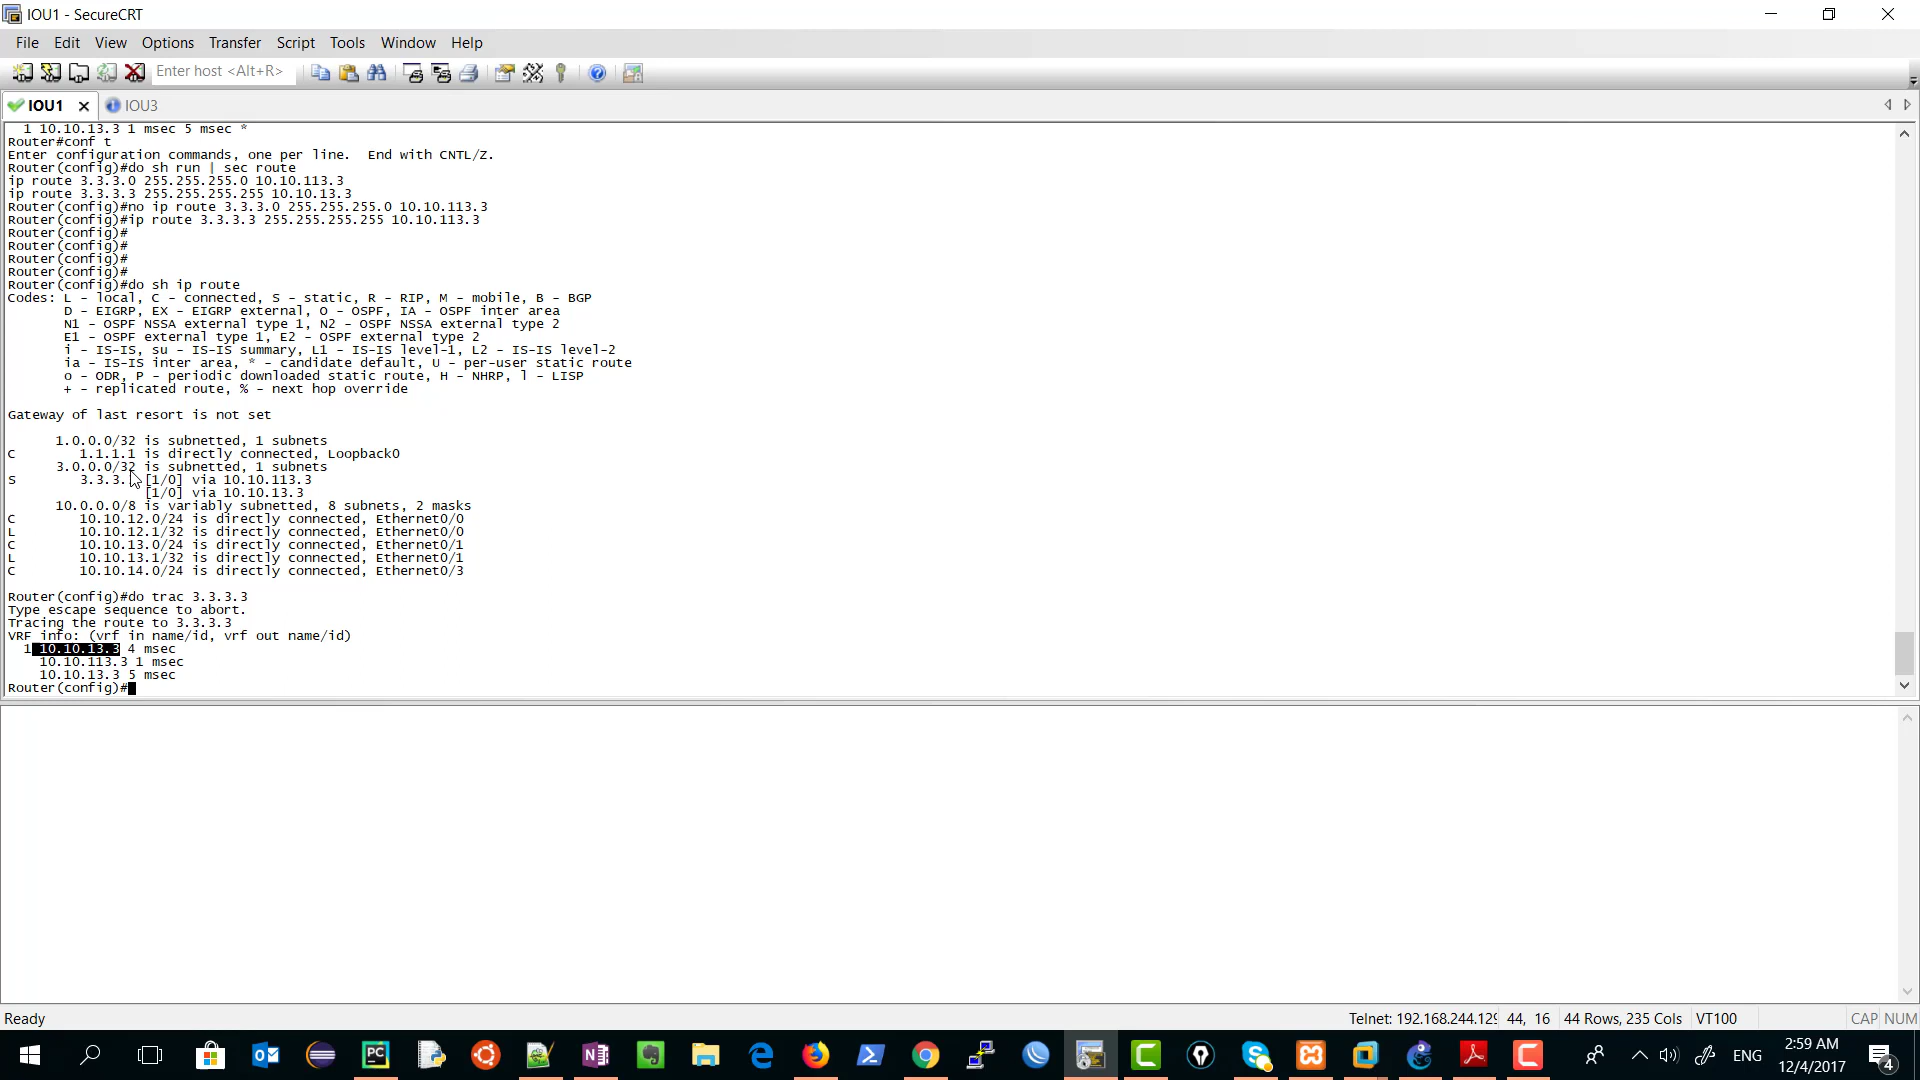 IOU1 - SecureCRT
File Edit View Options Transfer Script Tools Window Help
Enter host <Alt+R>
IOU1 IOU3
1 10.10.13.3 1 msec 5 msec *
Router#conf t
Enter configuration commands, one per line.  End with CNTL/Z.
Router(config)#do sh run | sec route
ip route 3.3.3.0 255.255.255.0 10.10.113.3
ip route 3.3.3.3 255.255.255.255 10.10.13.3
Router(config)#no ip route 3.3.3.0 255.255.255.0 10.10.113.3
Router(config)#ip route 3.3.3.3 255.255.255.255 10.10.113.3
Router(config)#
Router(config)#
Router(config)#
Router(config)#
Router(config)#do sh ip route
Codes: L - local, C - connected, S - static, R - RIP, M - mobile, B - BGP
D - EIGRP, EX - EIGRP external, O - OSPF, IA - OSPF inter area
N1 - OSPF NSSA external type 1, N2 - OSPF NSSA external type 2
E1 - OSPF external type 1, E2 - OSPF external type 2
i - IS-IS, su - IS-IS summary, L1 - IS-IS level-1, L2 - IS-IS level-2
ia - IS-IS inter area, * - candidate default, U - per-user static route
o - ODR, P - periodic downloaded static route, H - NHRP, l - LISP
+ - replicated route, % - next hop override
Gateway of last resort is not set
1.0.0.0/32 is subnetted, 1 subnets
C 1.1.1.1 is directly connected, Loopback0
3.0.0.0/32 is subnetted, 1 subnets
S 3.3.3. [1/0] via 10.10.113.3
[1/0] via 10.10.13.3
10.0.0.0/8 is variably subnetted, 8 subnets, 2 masks
C 10.10.12.0/24 is directly connected, Ethernet0/0
L 10.10.12.1/32 is directly connected, Ethernet0/0
C 10.10.13.0/24 is directly connected, Ethernet0/1
L 10.10.13.1/32 is directly connected, Ethernet0/1
C 10.10.14.0/24 is directly connected, Ethernet0/3
Router(config)#do trac 3.3.3.3
Type escape sequence to abort.
Tracing the route to 3.3.3.3
VRF info: (vrf in name/id, vrf out name/id)
1 10.10.13.3 4 msec
10.10.113.3 1 msec
10.10.13.3 5 msec
Router(config)#
Ready Telnet: 192.168.244.129 44, 16 44 Rows, 235 Cols VT100 CAP NUM
ENG 2:59 AM
12/4/2017 4